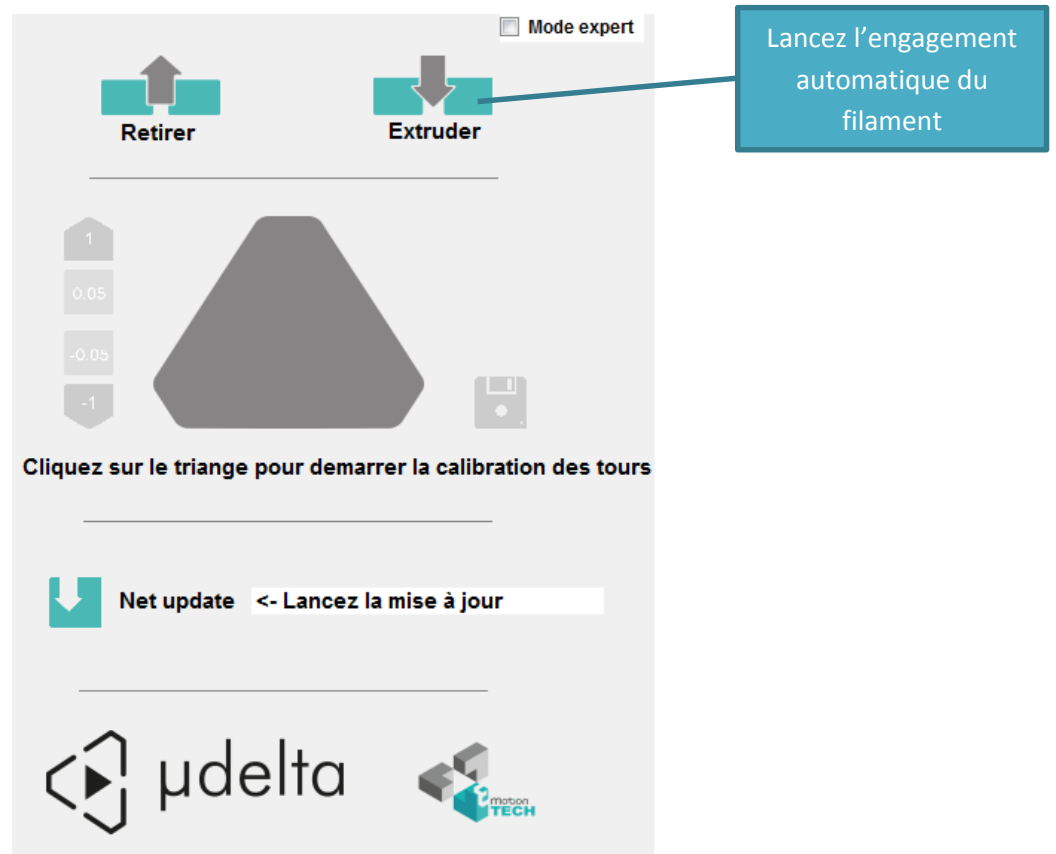 Mode expert
Lancez l'engagement
automatique du
filament
Retirer
Extruder
1
0.05
-0.05
-1
Cliquez sur le triange pour demarrer la calibration des tours
Net update
<- Lancez la mise à jour
µdelta
emotion
TECH